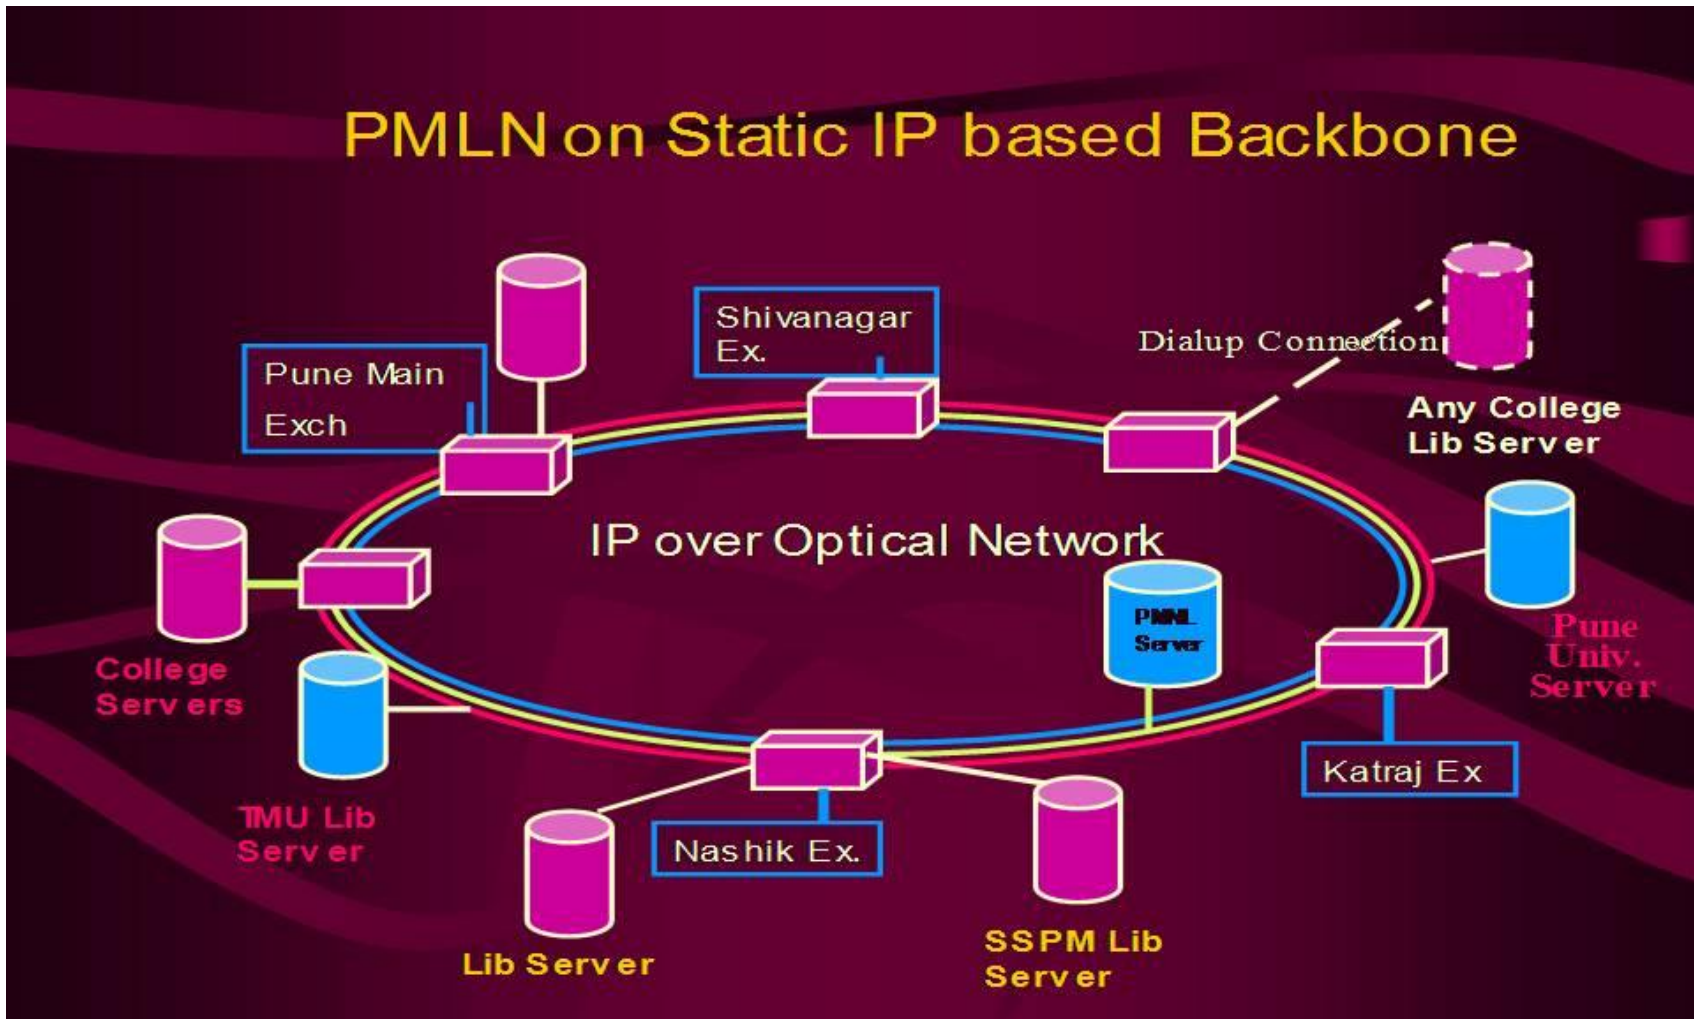 PMLN on Static IP based Backbone
Shivanagar
Ex.
Pune Main
Exch
Dialup Connection
Any College
Lib Server
IP over Optical Network
PMNL
Server
Pune
Univ.
Server
College
Servers
Katraj Ex
TMU Lib
Server
Nashik Ex.
Lib Server
SSPM Lib
Server